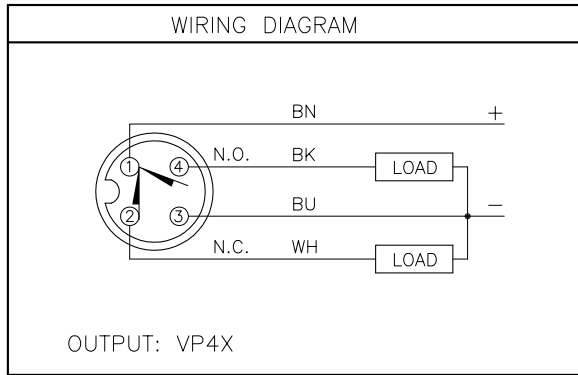 WIRING DIAGRAM
BN +
1 4 N.O. BK LOAD
BU −
2 3
N.C. WH LOAD
OUTPUT: VP4X